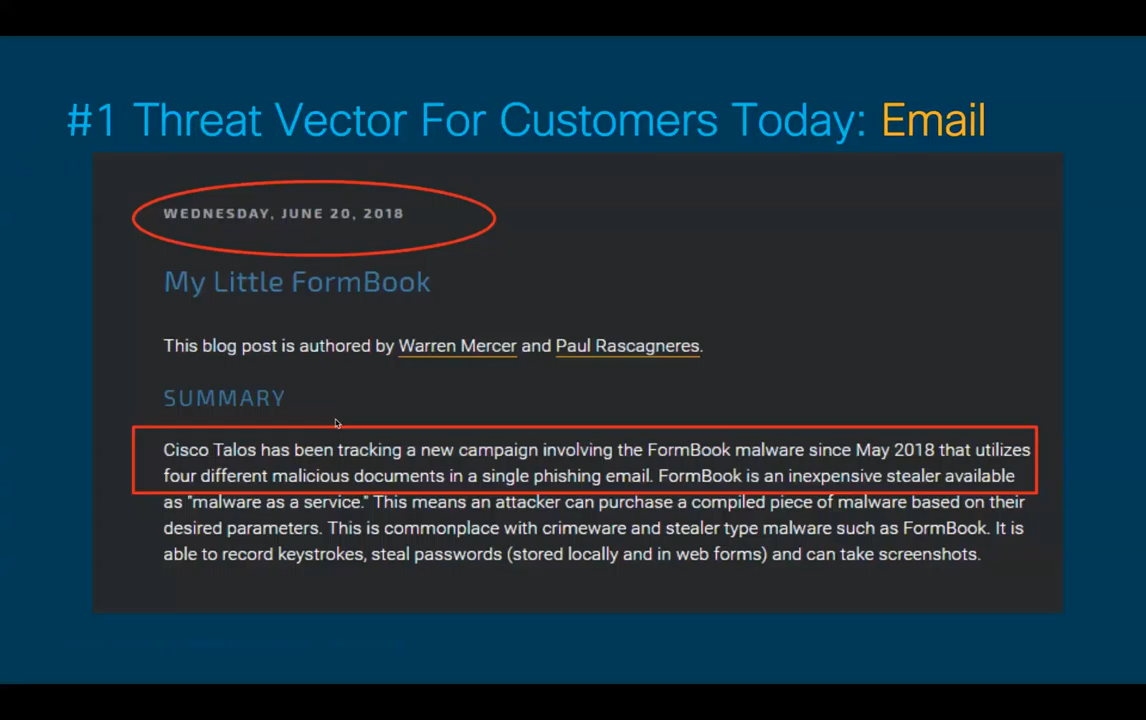 #1 Threat Vector For Customers Today: Email
WEDNESDAY, JUNE 20, 2018
My Little FormBook
This blog post is authored by Warren Mercer and Paul Rascagneres.
SUMMARY
Cisco Talos has been tracking a new campaign involving the FormBook malware since May 2018 that utilizes
four different malicious documents in a single phishing email. FormBook is an inexpensive stealer available
as "malware as a service." This means an attacker can purchase a compiled piece of malware based on their
desired parameters. This is commonplace with crimeware and stealer type malware such as FormBook. It is
able to record keystrokes, steal passwords (stored locally and in web forms) and can take screenshots.